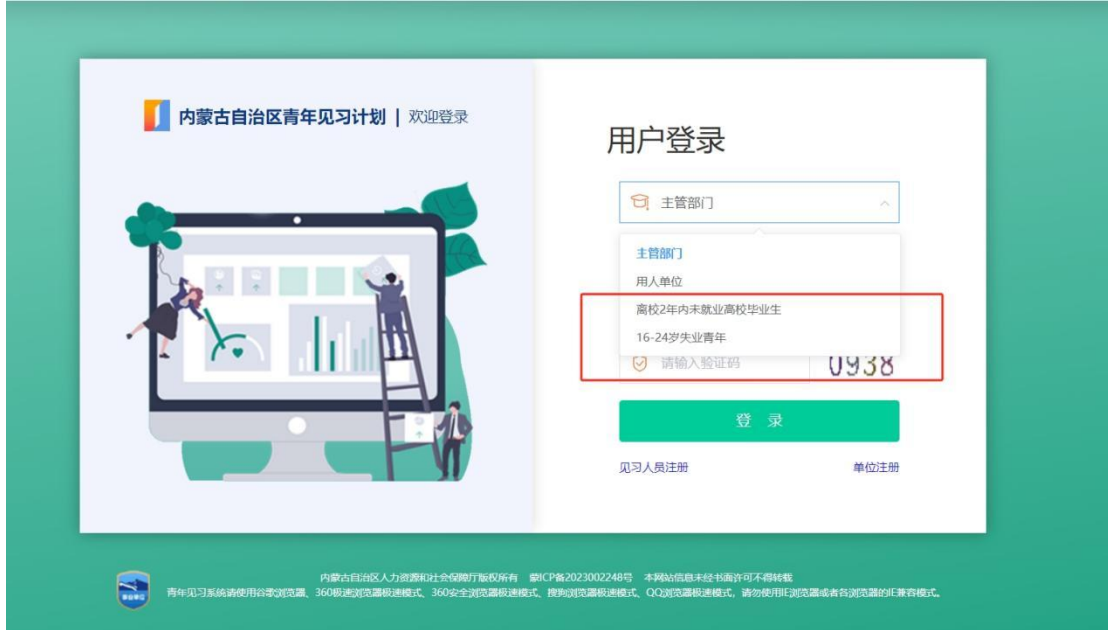 内蒙古自治区青年见习计划 | 欢迎登录
用户登录
主管部门
主管部门
用人单位
离校2年内未就业高校毕业生
16-24岁失业青年
请输入验证码
0938
登 录
见习人员注册
单位注册
内蒙古自治区人力资源和社会保障厅版权所有 蒙ICP备2023002248号 本网站信息未经书面许可不得转载
青年见习系统请使用谷歌浏览器、360极速浏览器极速模式、360安全浏览器极速模式、搜狗浏览器极速模式、QQ浏览器极速模式，请勿使用IE浏览器或者各浏览器的IE兼容模式。